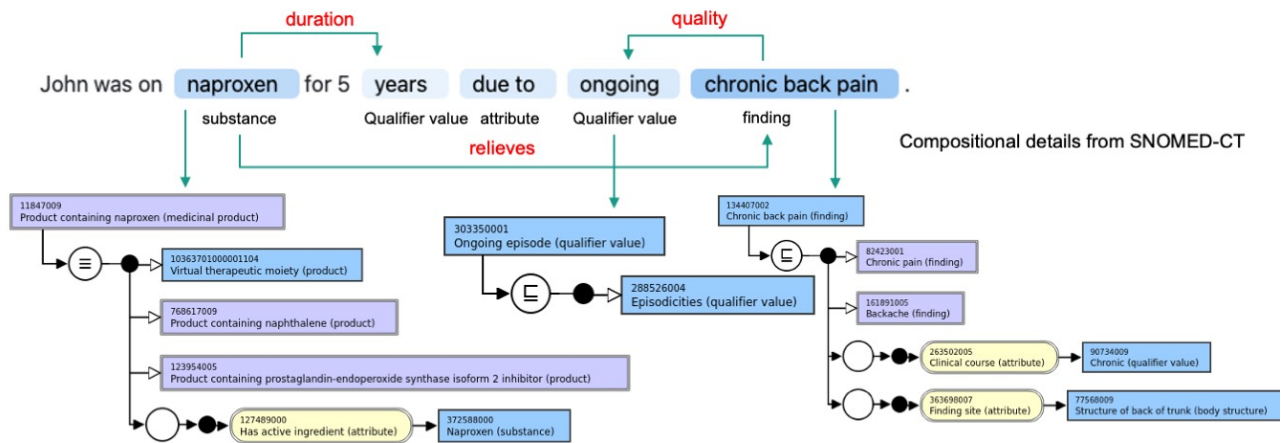 duration
quality
John was on naproxen for 5 years due to ongoing chronic back pain .
substance
Qualifier value
attribute
Qualifier value
finding
relieves
Compositional details from SNOMED-CT
11847009
Product containing naproxen (medicinal product)
≡
10363701000001104
Virtual therapeutic moiety (product)
768617009
Product containing naphthalene (product)
123954005
Product containing prostaglandin-endoperoxide synthase isoform 2 inhibitor (product)
127489000
Has active ingredient (attribute)
372588000
Naproxen (substance)
303350001
Ongoing episode (qualifier value)
⊑
288526004
Episodicities (qualifier value)
134407002
Chronic back pain (finding)
⊑
82423001
Chronic pain (finding)
161891005
Backache (finding)
263502005
Clinical course (attribute)
90734009
Chronic (qualifier value)
363698007
Finding site (attribute)
77568009
Structure of back of trunk (body structure)